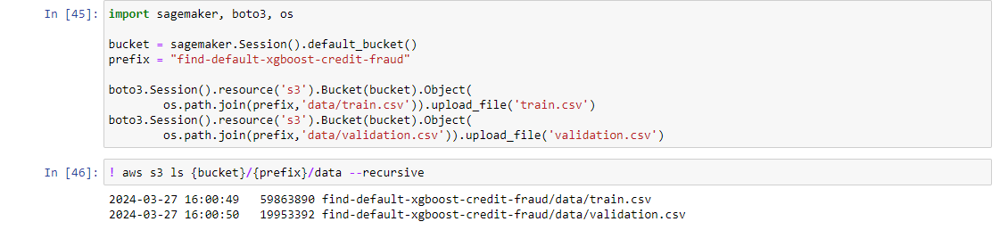 In [45]: import sagemaker, boto3, os
bucket = sagemaker.Session().default_bucket()
prefix = "find-default-xgboost-credit-fraud"
boto3.Session().resource('s3').Bucket(bucket).Object(
os.path.join(prefix,'data/train.csv')).upload_file('train.csv')
boto3.Session().resource('s3').Bucket(bucket).Object(
os.path.join(prefix,'data/validation.csv')).upload_file('validation.csv')
In [46]: ! aws s3 ls {bucket}/{prefix}/data --recursive
2024-03-27 16:00:49   59863890 find-default-xgboost-credit-fraud/data/train.csv
2024-03-27 16:00:50   19953392 find-default-xgboost-credit-fraud/data/validation.csv